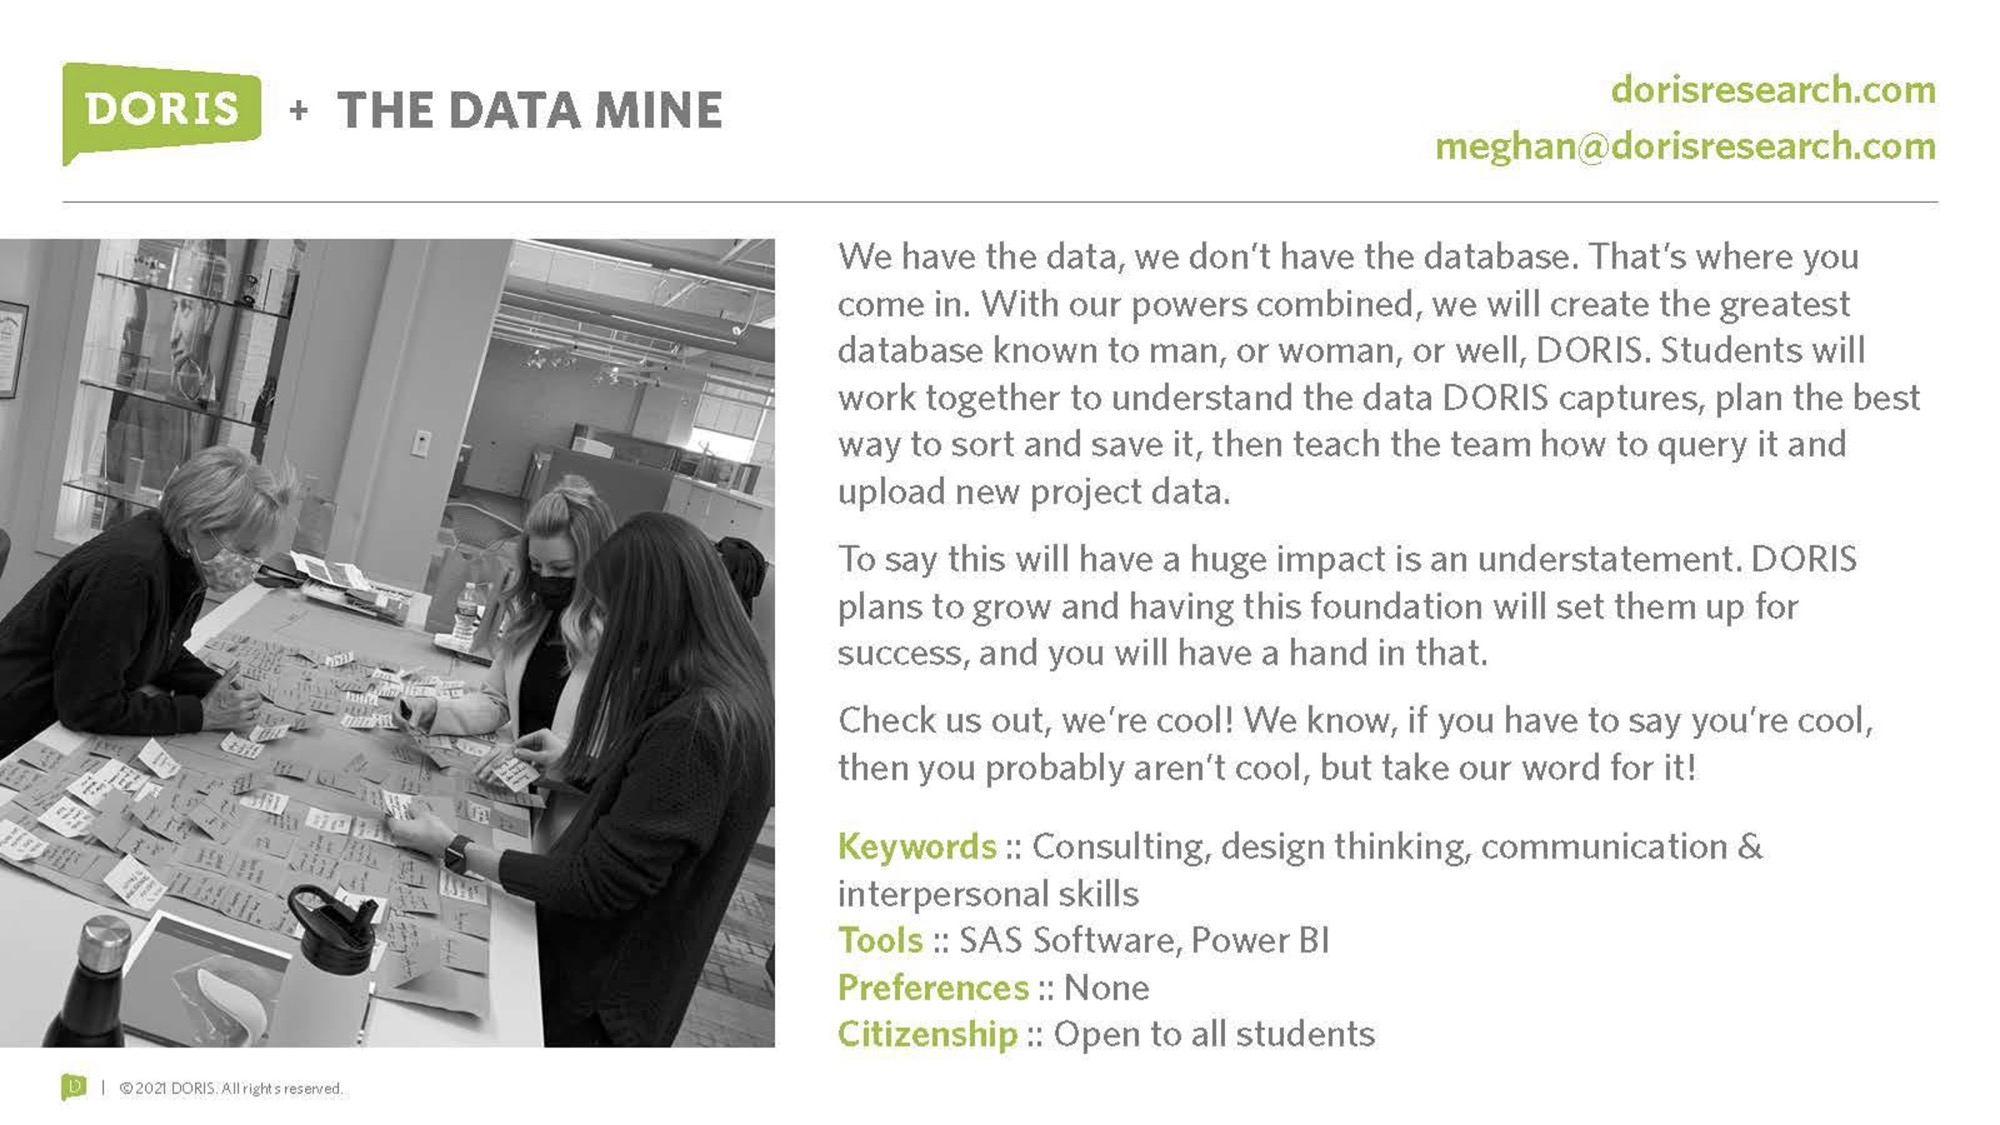 DORIS + THE DATA MINE
dorisresearch.com
meghan@dorisresearch.com
We have the data, we don't have the database. That's where you
come in. With our powers combined, we will create the greatest
database known to man, or woman, or well, DORIS. Students will
work together to understand the data DORIS captures, plan the best
way to sort and save it, then teach the team how to query it and
upload new project data.
To say this will have a huge impact is an understatement. DORIS
plans to grow and having this foundation will set them up for
success, and you will have a hand in that.
Check us out, we're cool! We know, if you have to say you're cool,
then you probably aren't cool, but take our word for it!
Keywords :: Consulting, design thinking, communication &
interpersonal skills
Tools :: SAS Software, Power BI
Preferences :: None
Citizenship :: Open to all students
D | ©2021 DORIS. All rights reserved.